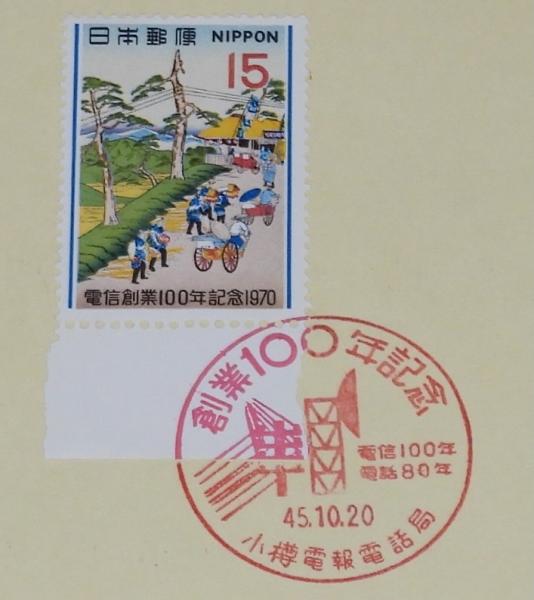 日本郵便 NIPPON
15
電信創業100年記念1970
創業100年記念
電信100年
電話80年
45.10.20
小樽電報電話局